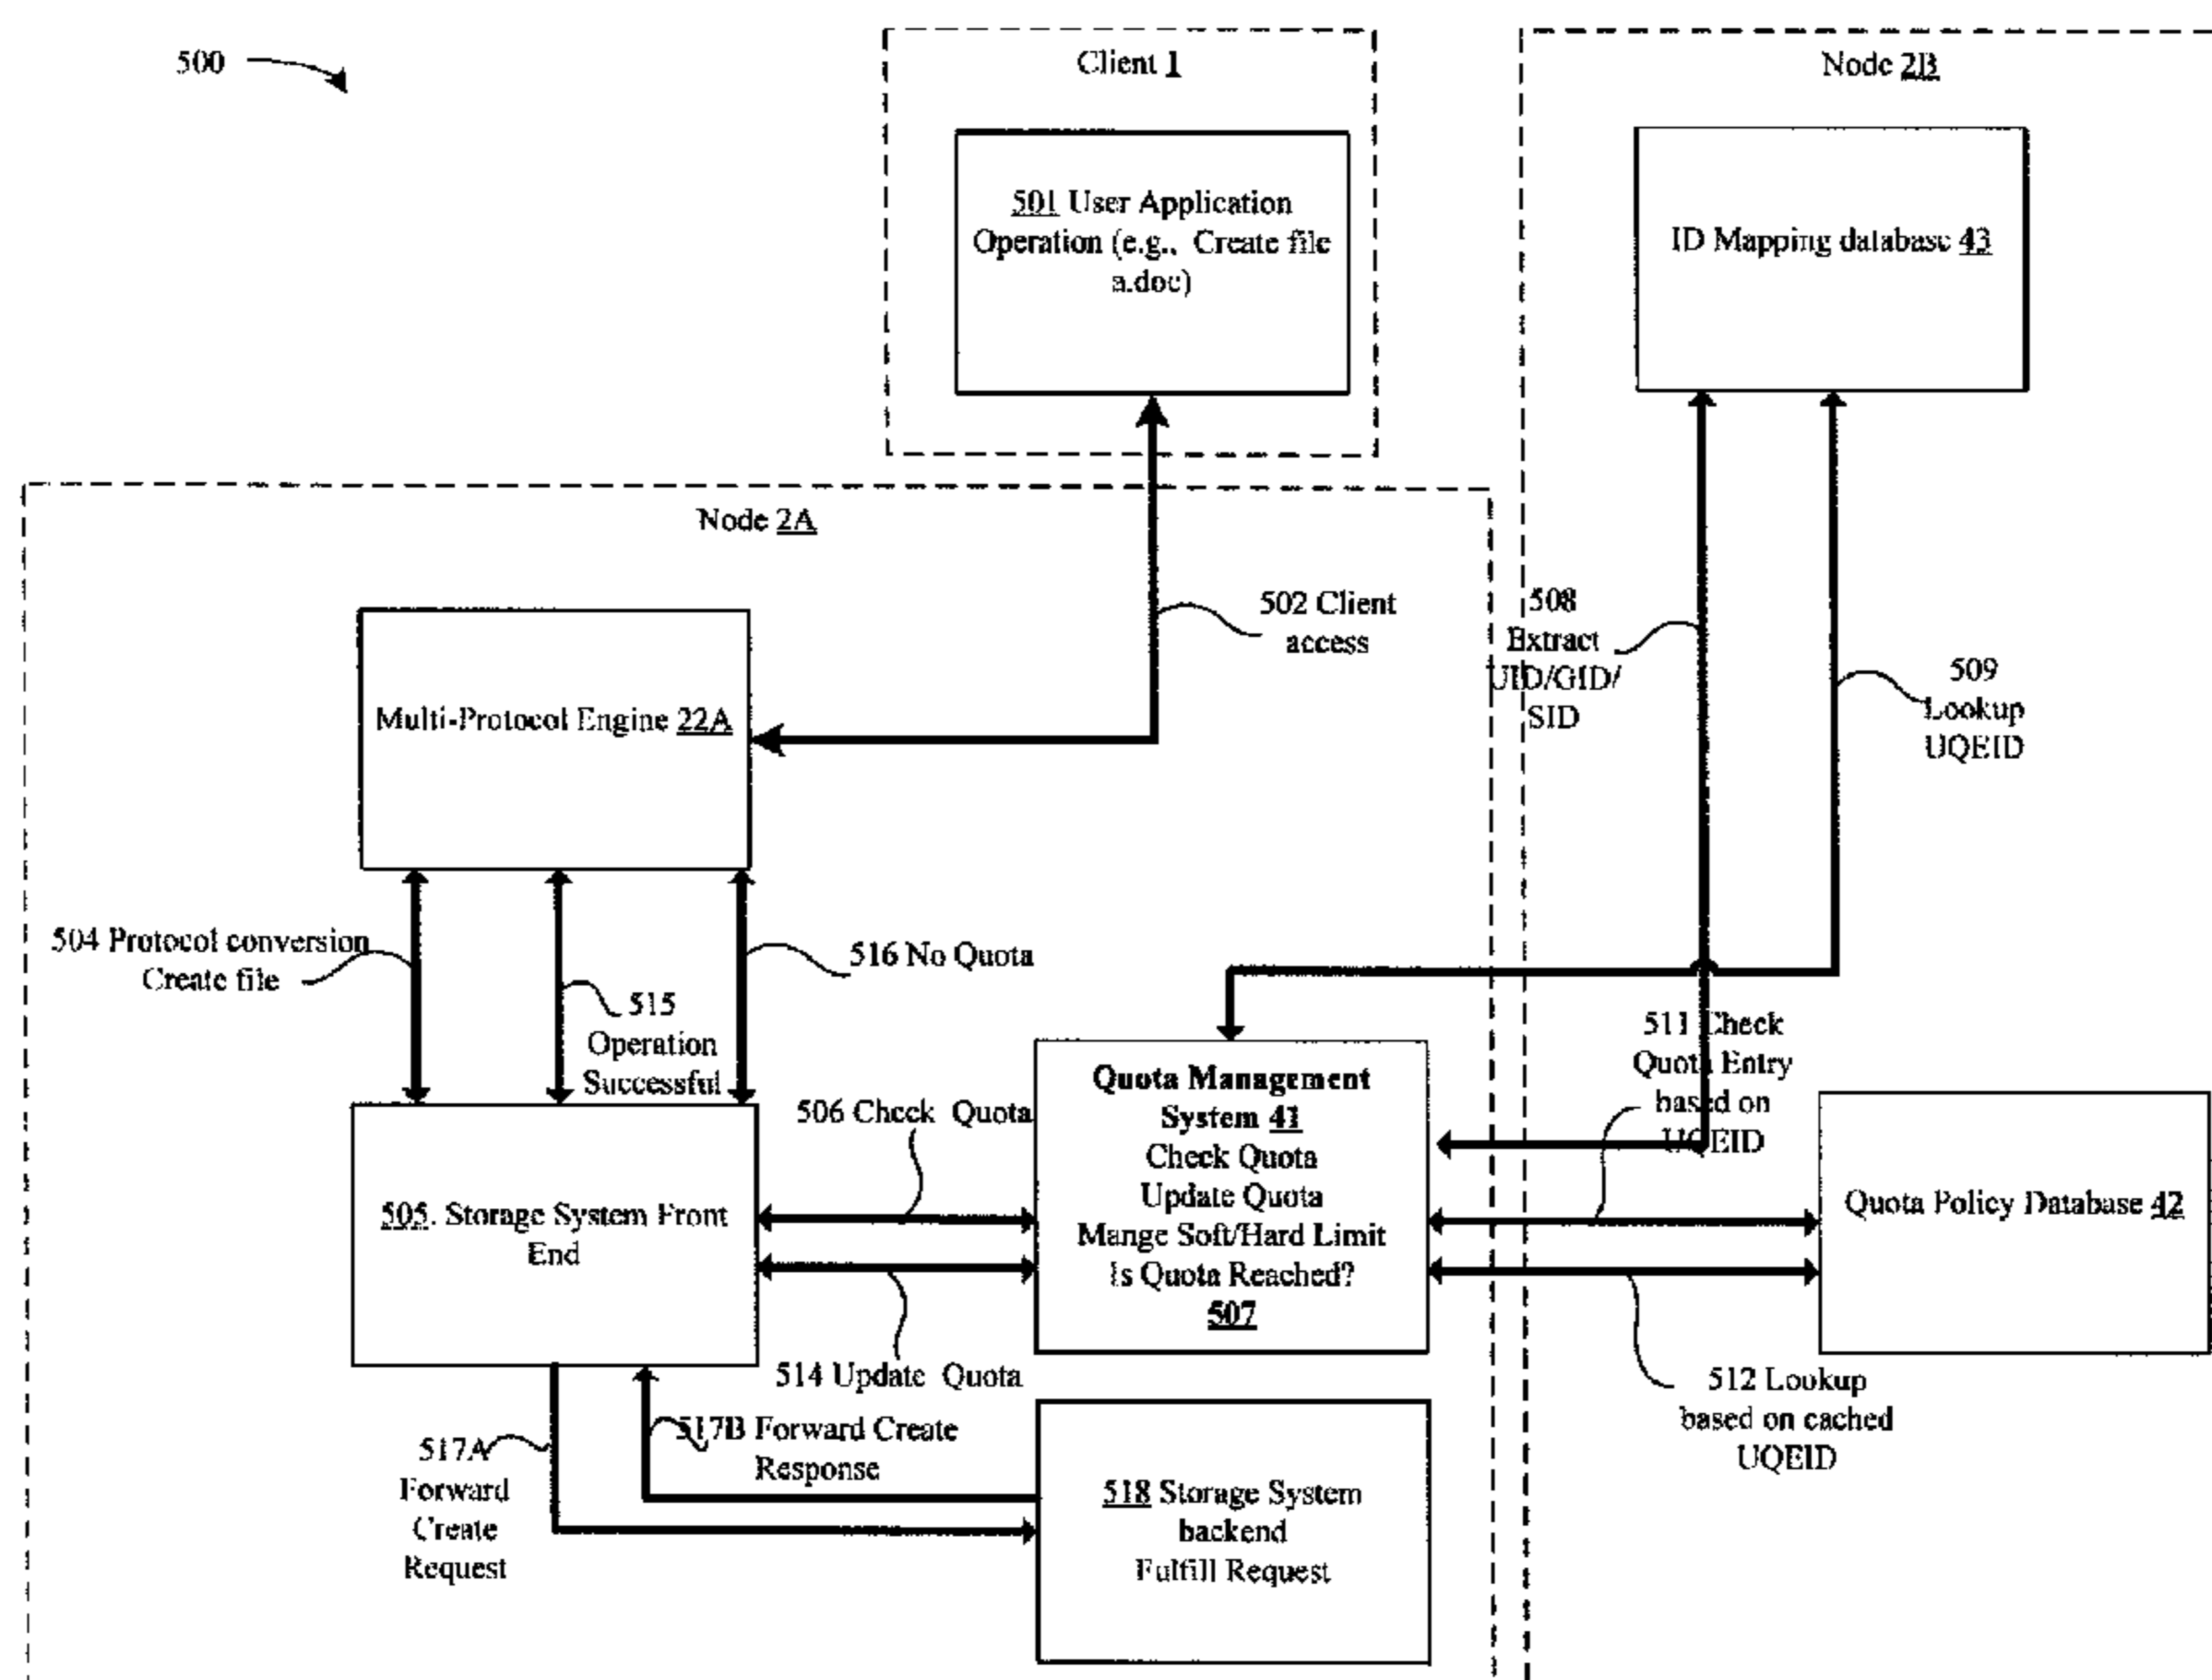 500
Client 1
501 User Application
Operation (e.g., Create file
a.doc)
Node 2B
ID Mapping database 43
Node 2A
Multi-Protocol Engine 22A
502 Client
access
508
Extract
UID/GID/
SID
509
Lookup
UQEID
504 Protocol conversion
Create file
515
Operation
Successful
516 No Quota
505. Storage System Front
End
506 Check Quota
514 Update Quota
Quota Management
System 41
Check Quota
Update Quota
Mange Soft/Hard Limit
Is Quota Reached?
507
511 Check
Quota Entry
based on
UQEID
Quota Policy Database 42
512 Lookup
based on cached
UQEID
517A
Forward
Create
Request
517B Forward Create
Response
518 Storage System
backend
Fulfill Request